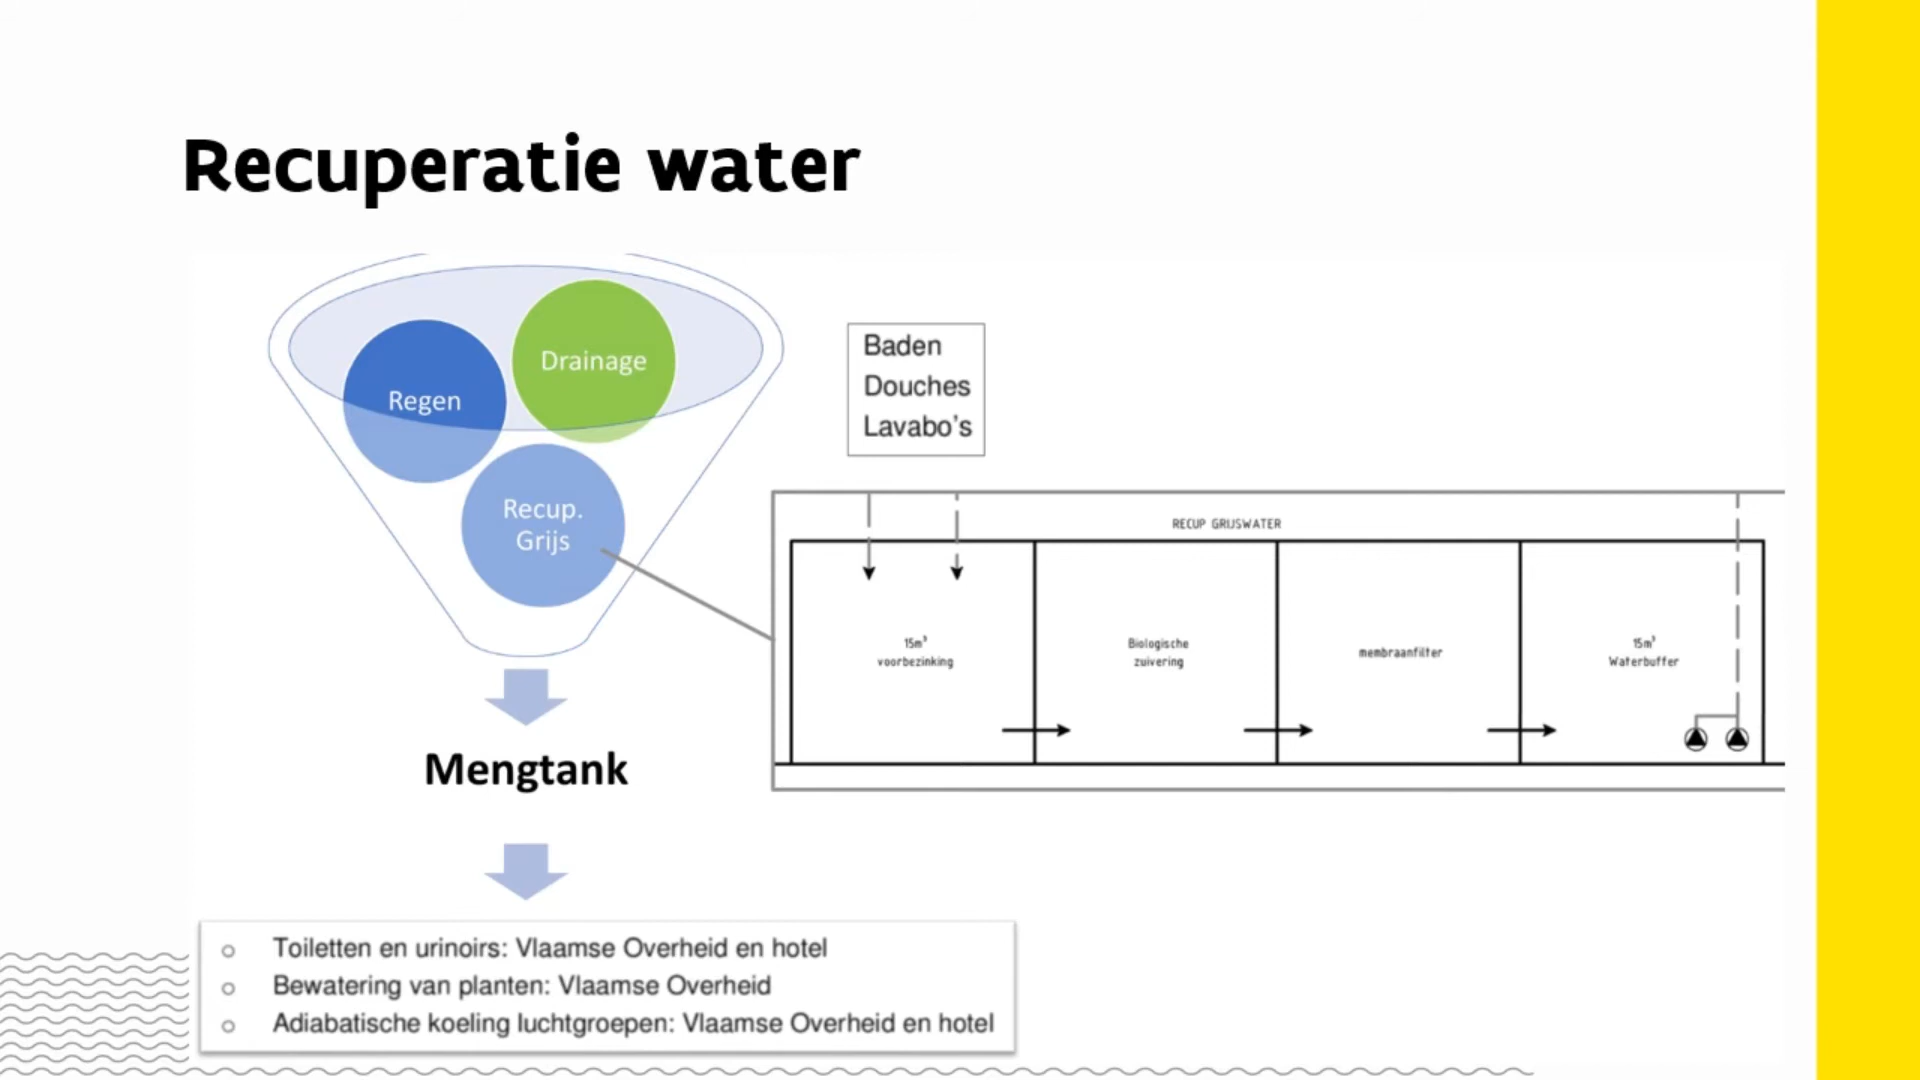 Recuperatie water
Drainage
Regen
Recup.
Grijs
Mengtank
Baden
Douches
Lavabo's
RECUP GRIJSWATER
15m³
voorbezinking
Biologische
zuivering
membraanfilter
15m³
Waterbuffer
o Toiletten en urinoirs: Vlaamse Overheid en hotel
o Bewatering van planten: Vlaamse Overheid
o Adiabatische koeling luchtgroepen: Vlaamse Overheid en hotel